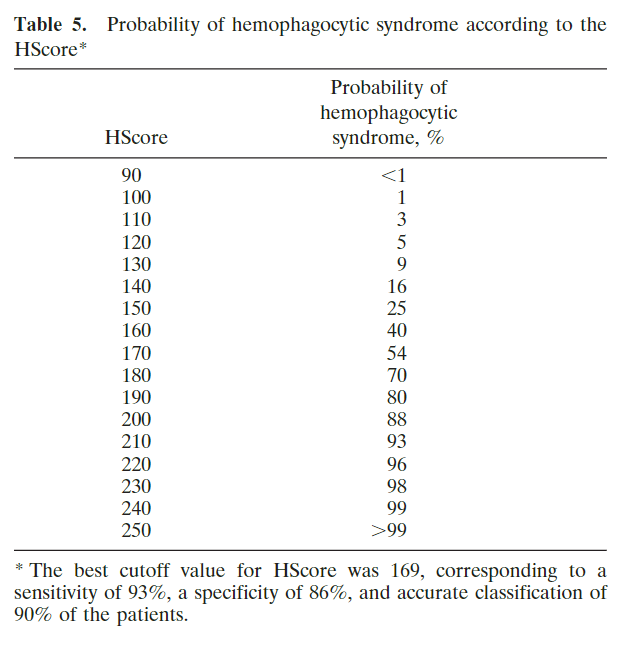 Table 5. Probability of hemophagocytic syndrome according to the
HScore*
Probability of
hemophagocytic
HScore syndrome, %
90 <1
100 1
110 3
120 5
130 9
140 16
150 25
160 40
170 54
180 70
190 80
200 88
210 93
220 96
230 98
240 99
250 >99
* The best cutoff value for HScore was 169, corresponding to a
sensitivity of 93%, a specificity of 86%, and accurate classification of
90% of the patients.